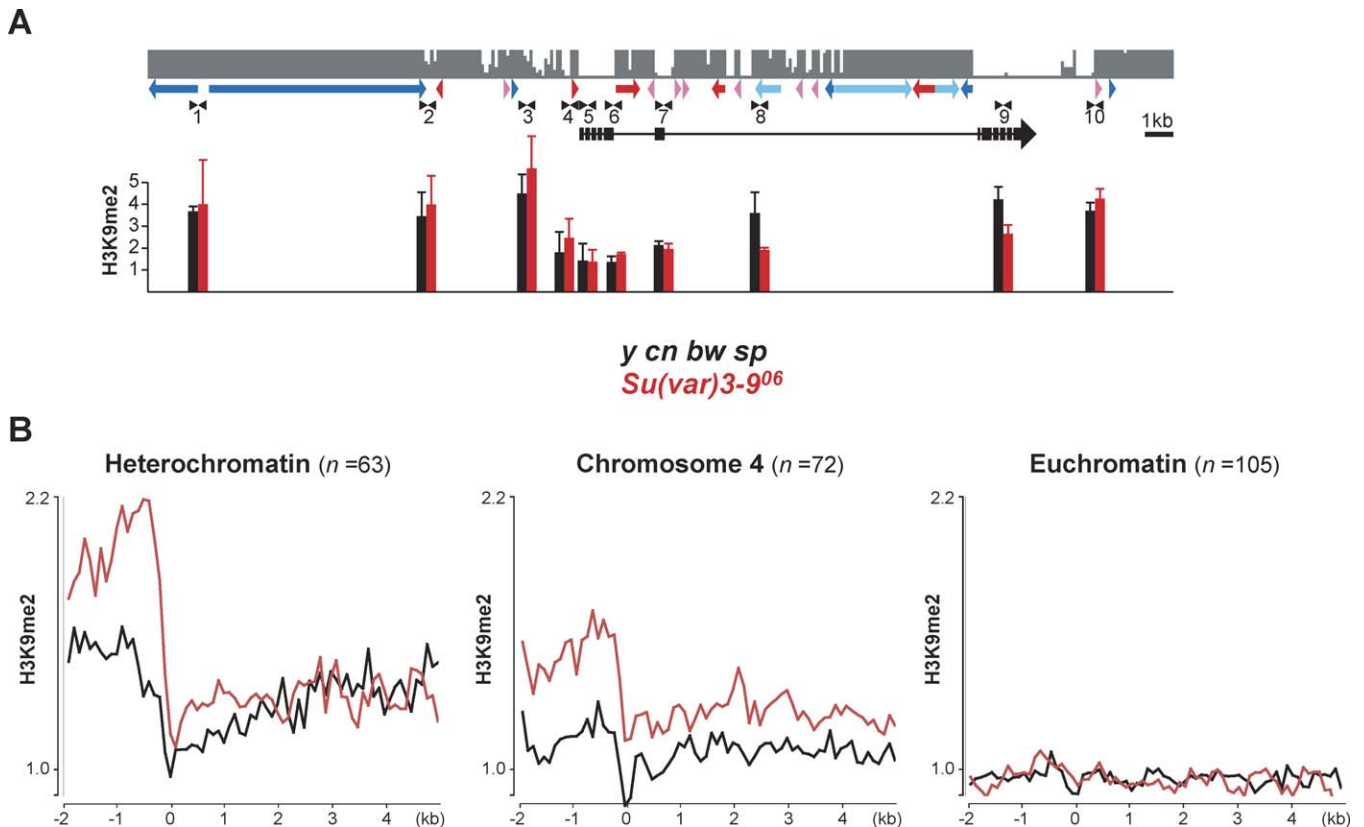 A
1 2 3 4 5 6 7 8 9 10
1kb
H3K9me2
5
4
3
2
1
y cn bw sp
Su(var)3-9⁰⁶
B
Heterochromatin (n =63)
Chromosome 4 (n =72)
Euchromatin (n =105)
2.2
H3K9me2
1.0
-2 -1 0 1 2 3 4 (kb)
2.2
H3K9me2
1.0
-2 -1 0 1 2 3 4 (kb)
2.2
H3K9me2
1.0
-2 -1 0 1 2 3 4 (kb)